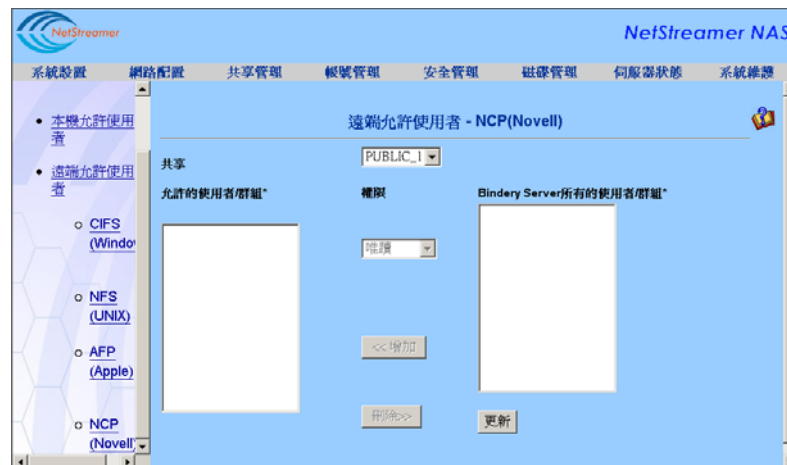 NetStreamer
NetStreamer NAS
系統設置 網路配置 共享管理 帳號管理 安全管理 磁碟管理 伺服器狀態 系統維護
本機允許使用
者
遠端允許使用
者
CIFS
(Window
NFS
(UNIX)
AFP
(Apple)
NCP
(Novell)
遠端允許使用者 - NCP(Novell)
共享
PUBLIC_1
允許的使用者/群組*
權限
Bindery Server所有的使用者/群組*
唯讀
<< 增加
刪除>>
更新